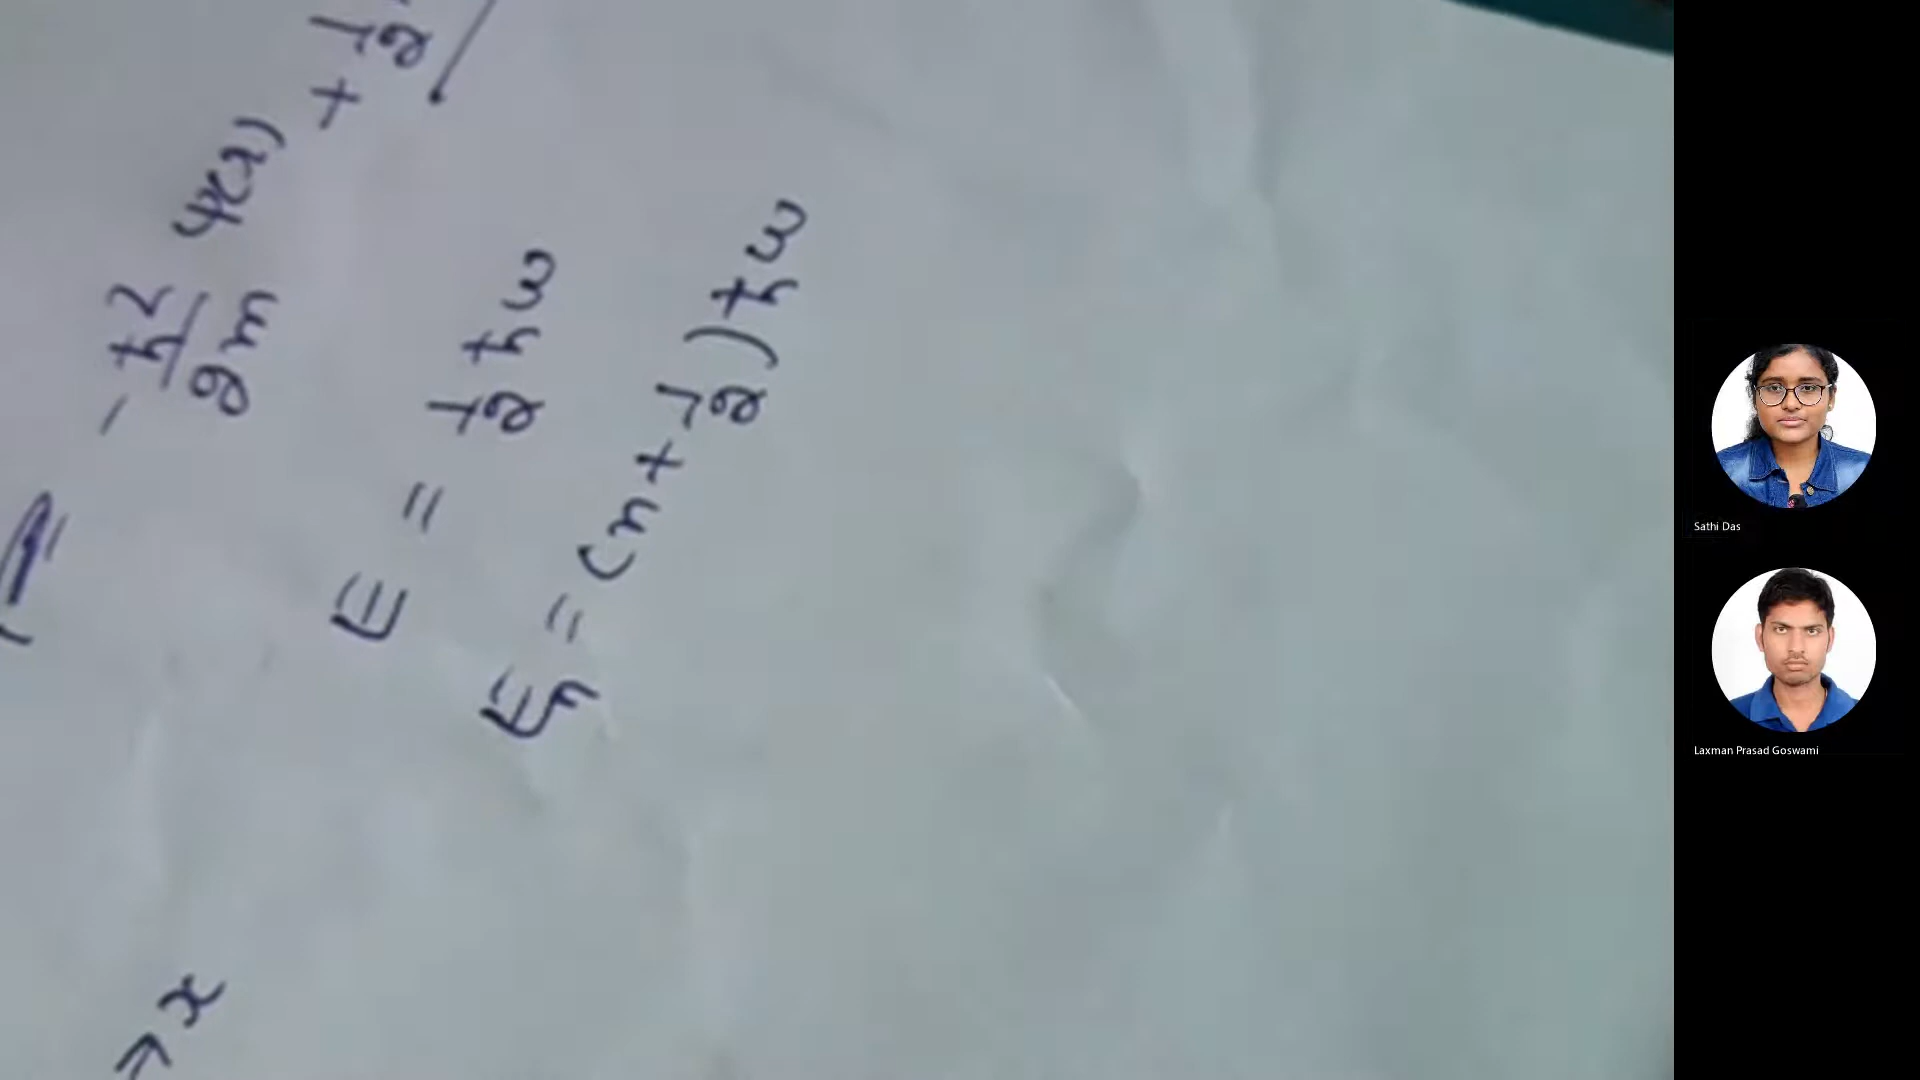 - ħ²/2m ψ(x) + 1/2
E = 1/2 ħω
Eₙ = (n + 1/2) ħω
x
Sathi Das
Laxman Prasad Goswami